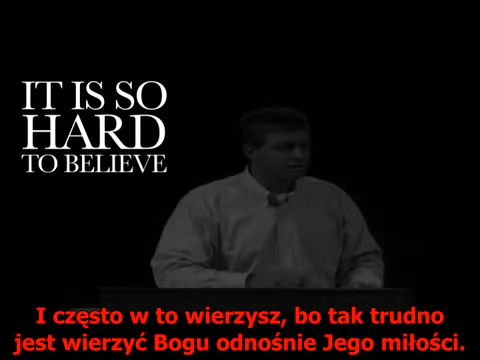 IT IS SO
HARD
TO BELIEVE
I często w to wierzysz, bo tak trudno
jest wierzyć Bogu odnośnie Jego miłości.